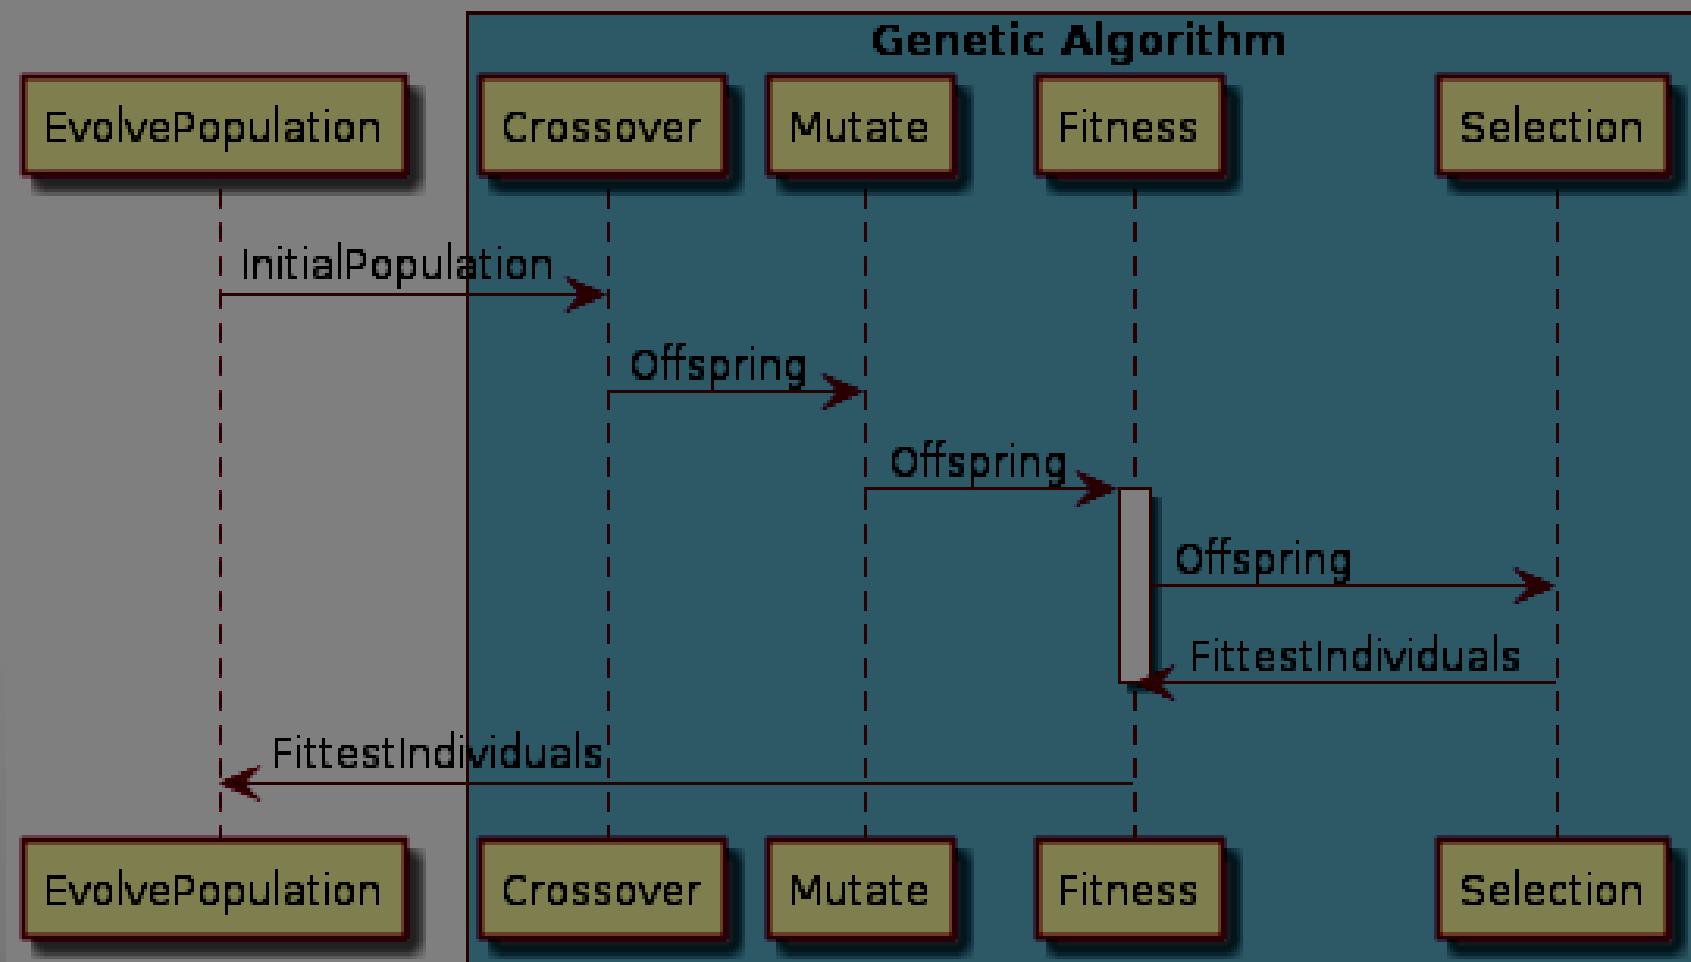 Genetic Algorithm
EvolvePopulation
Crossover
Mutate
Fitness
Selection
InitialPopulation
Offspring
Offspring
Offspring
FittestIndividuals
FittestIndividuals
EvolvePopulation
Crossover
Mutate
Fitness
Selection